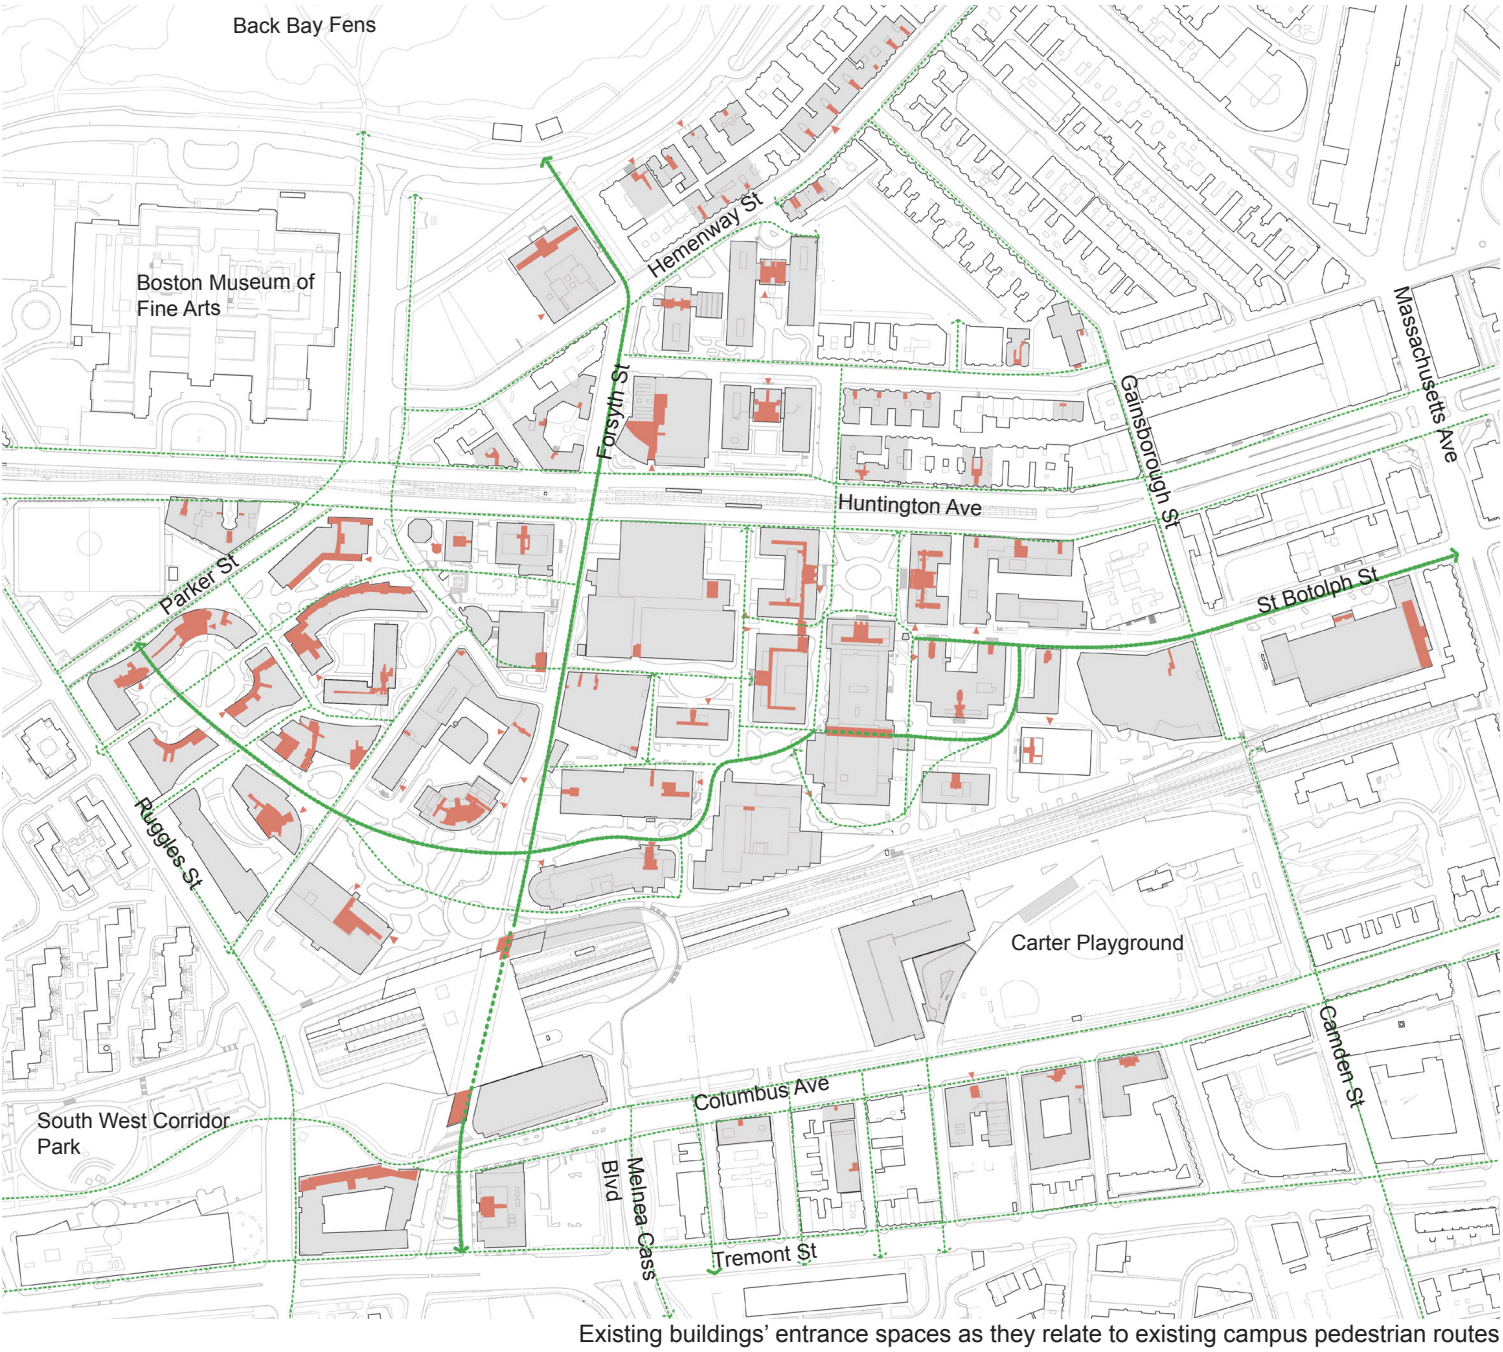 Back Bay Fens
Hemenway St
Boston Museum of
Fine Arts
Massachusetts Ave
Forsyth St
Gainsborough St
Huntington Ave
Parker St
St Botolph St
Ruggles St
Carter Playground
Camden St
Columbus Ave
South West Corridor
Park
Melnea Cass
Blvd
Tremont St
Existing buildings’ entrance spaces as they relate to existing campus pedestrian routes